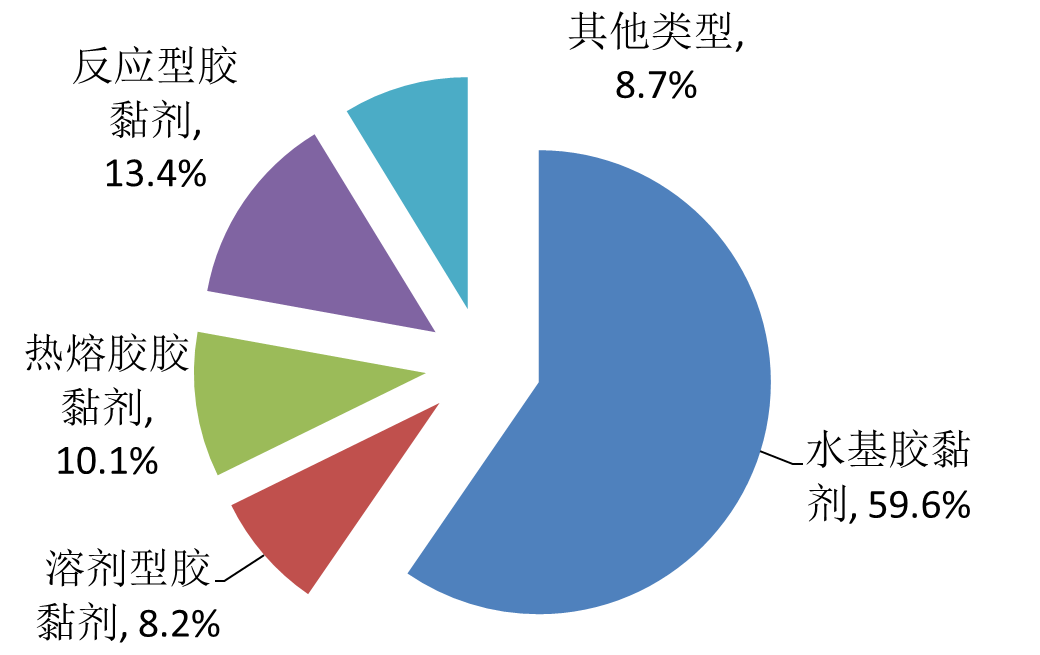 其他类型,
8.7%
反应型胶
黏剂,
13.4%
热熔胶胶
黏剂,
10.1%
水基胶黏
剂, 59.6%
溶剂型胶
黏剂, 8.2%